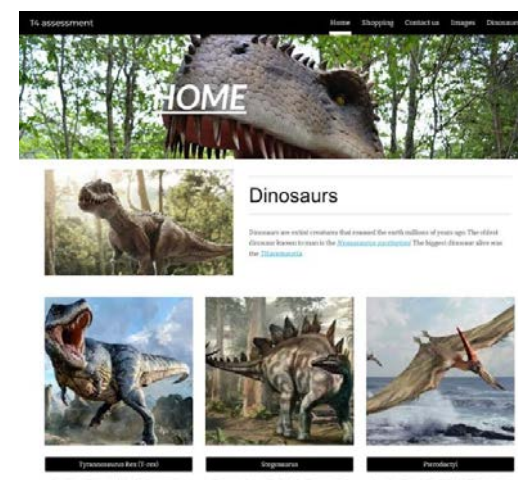 T4 assessment
Home Shopping Contact us Images Dinosaurs
HOME
Dinosaurs
Dinosaurs are extinct creatures that roamed the earth millions of years ago. The oldest
dinosaur known to man is the The biggest dinosaur alive was
the Titanosauria.
Tyrannosaurus Rex (T-rex)
Stegosaurus
Pterodactyl